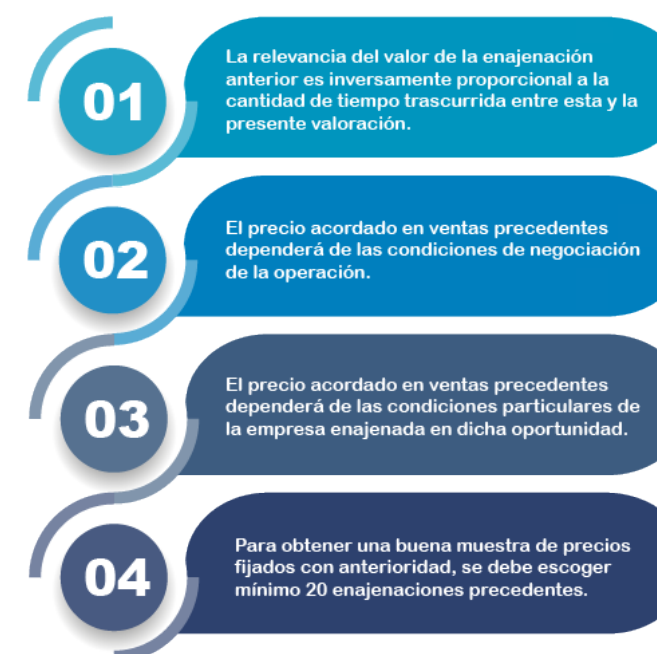 01
La relevancia del valor de la enajenación
anterior es inversamente proporcional a la
cantidad de tiempo trascurrida entre esta y la
presente valoración.
02
El precio acordado en ventas precedentes
dependerá de las condiciones de negociación
de la operación.
03
El precio acordado en ventas precedentes
dependerá de las condiciones particulares de
la empresa enajenada en dicha oportunidad.
04
Para obtener una buena muestra de precios
fijados con anterioridad, se debe escoger
mínimo 20 enajenaciones precedentes.